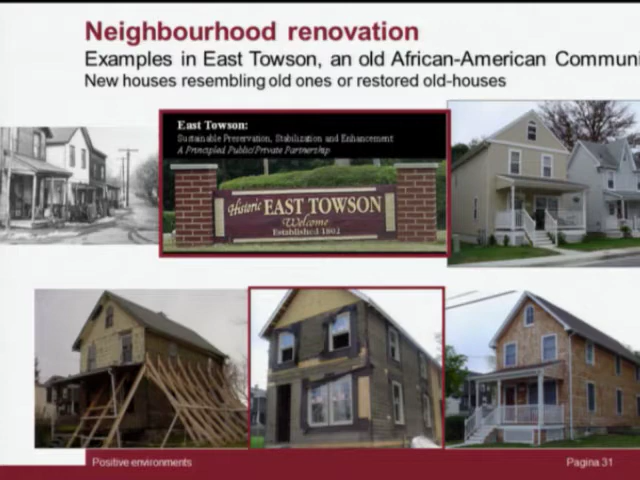 Neighbourhood renovation
Examples in East Towson, an old African-American Communi
New houses resembling old ones or restored old-houses
East Towson:
Sustainable Preservation, Stabilization and Enhancement
A Principled Public/Private Partnership
Historic EAST TOWSON
Welcome
Established 1802
Positive environments
Pagina 31